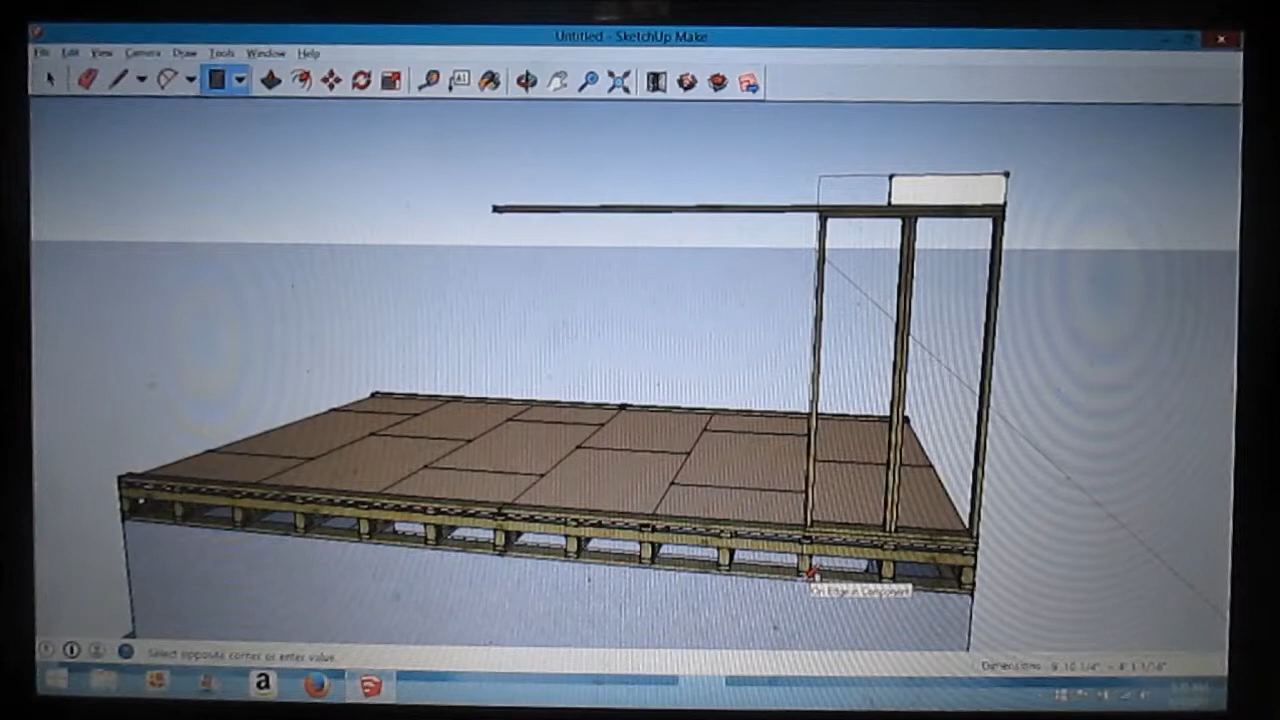 Untitled - SketchUp Make
File Edit View Camera Draw Tools Window Help
A1
On Edge in Component
Select opposite corner or enter value.
Dimensions
a